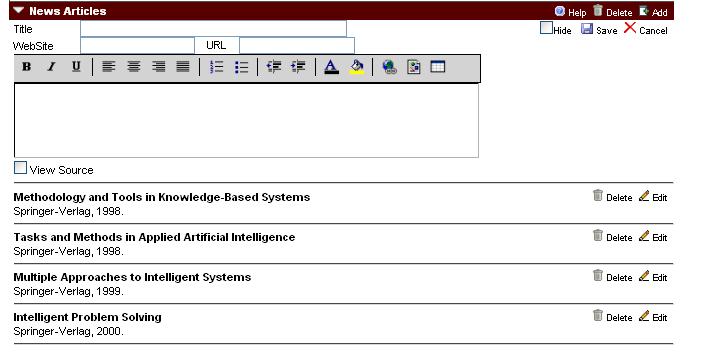 News Articles Help Delete Add
Title Hide Save Cancel
WebSite URL
B I U A
View Source
Methodology and Tools in Knowledge-Based Systems Delete Edit
Springer-Verlag, 1998.
Tasks and Methods in Applied Artificial Intelligence Delete Edit
Springer-Verlag, 1998.
Multiple Approaches to Intelligent Systems Delete Edit
Springer-Verlag, 1999.
Intelligent Problem Solving Delete Edit
Springer-Verlag, 2000.